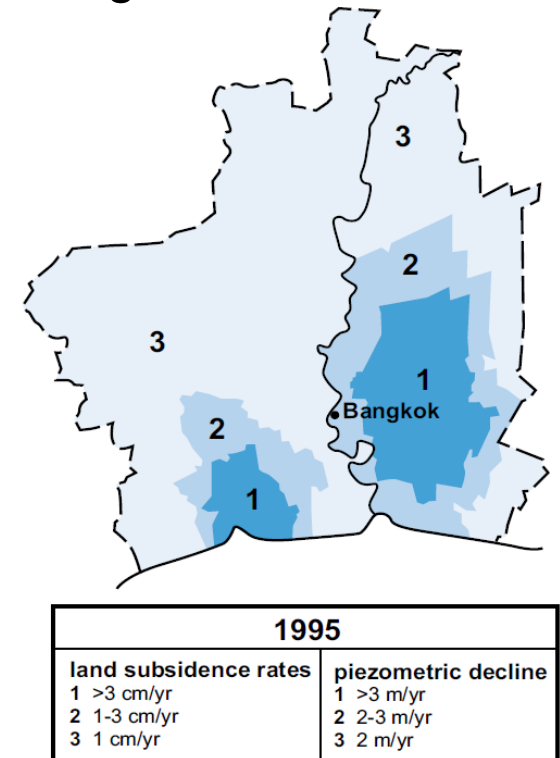 3
2
3
1
Bangkok
2
1
1995
land subsidence rates
1 >3 cm/yr
2 1-3 cm/yr
3 1 cm/yr
piezometric decline
1 >3 m/yr
2 2-3 m/yr
3 2 m/yr